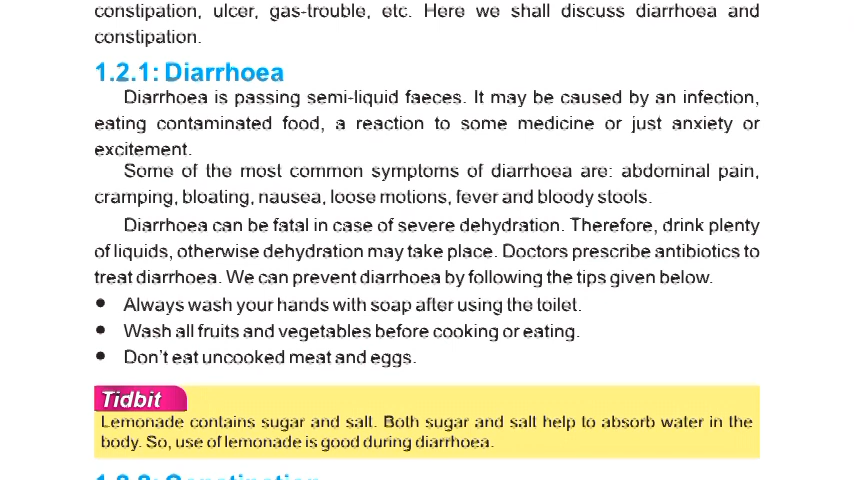 constipation, ulcer, gas-trouble, etc. Here we shall discuss diarrhoea and
constipation.
1.2.1: Diarrhoea
Diarrhoea is passing semi-liquid faeces. It may be caused by an infection,
eating contaminated food, a reaction to some medicine or just anxiety or
excitement.
Some of the most common symptoms of diarrhoea are: abdominal pain,
cramping, bloating, nausea, loose motions, fever and bloody stools.
Diarrhoea can be fatal in case of severe dehydration. Therefore, drink plenty
of liquids, otherwise dehydration may take place. Doctors prescribe antibiotics to
treat diarrhoea. We can prevent diarrhoea by following the tips given below.
• Always wash your hands with soap after using the toilet.
• Wash all fruits and vegetables before cooking or eating.
• Don't eat uncooked meat and eggs.
Tidbit
Lemonade contains sugar and salt. Both sugar and salt help to absorb water in the
body. So, use of lemonade is good during diarrhoea.